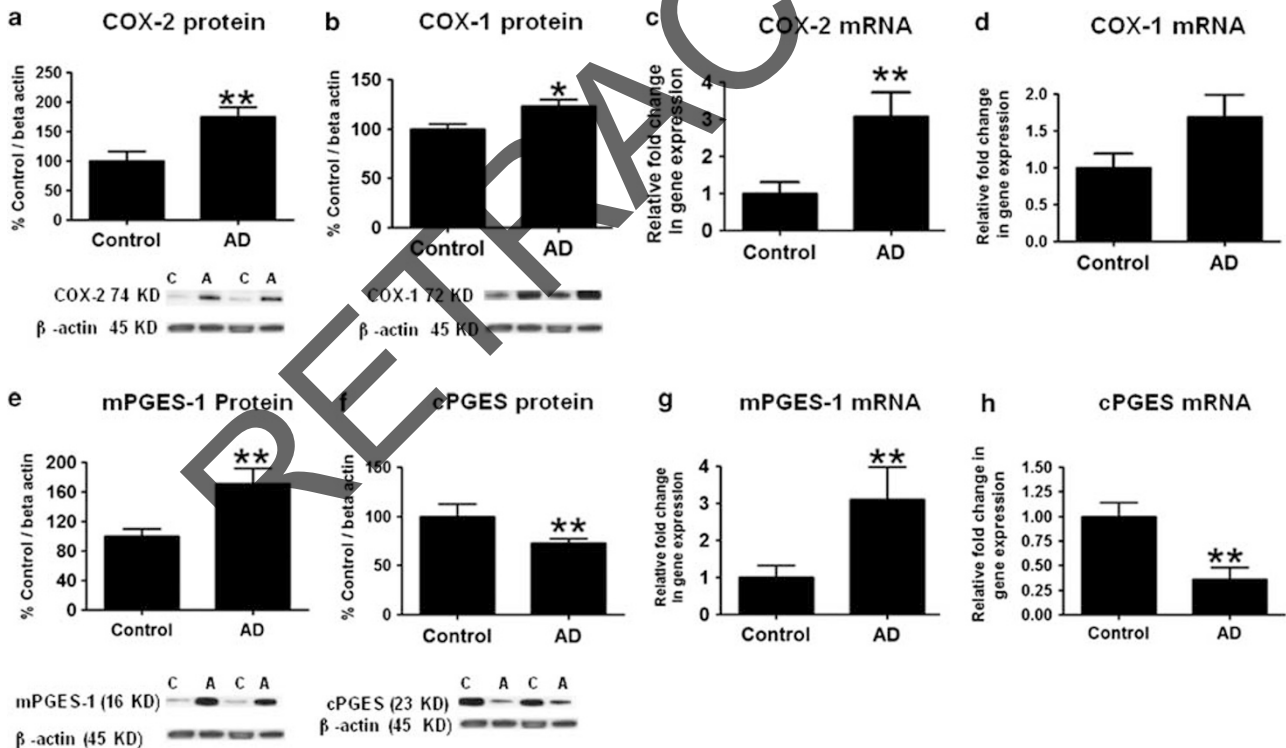 a COX-2 protein
% Control / beta actin
250
200
150
100
50
0
**
Control AD
C A C A
COX-2 74 KD
β -actin 45 KD
b COX-1 protein
% Control / beta actin
150
100
50
0
*
Control AD
COX-1 72 KD
β -actin 45 KD
c COX-2 mRNA
Relative fold change
In gene expression
4
3
2
1
0
**
Control AD
d COX-1 mRNA
Relative fold change
in gene expression
2.0
1.5
1.0
0.5
0.0
Control AD
e mPGES-1 Protein
% Control / beta actin
200
160
120
80
40
0
**
Control AD
C A C A
mPGES-1 (16 KD)
β -actin (45 KD)
f cPGES protein
% Control / beta actin
150
100
50
0
**
Control AD
C A C A
cPGES (23 KD)
β -actin (45 KD)
g mPGES-1 mRNA
Relative fold change
In gene expression
4
3
2
1
0
**
Control AD
h cPGES mRNA
Relative fold change in
gene expression
1.50
1.25
1.00
0.75
0.50
0.25
0.00
**
Control AD
RETRAC